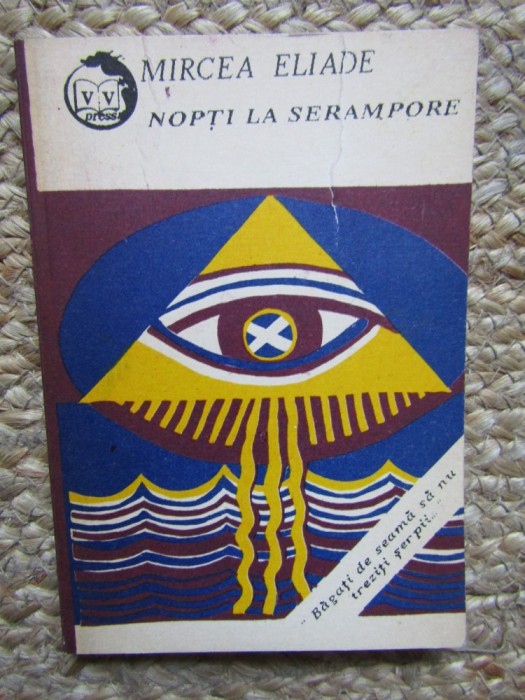 V V
press
MIRCEA ELIADE
NOPȚI LA SERAMPORE
„Băgați de seamă să nu
treziți șerpii..."